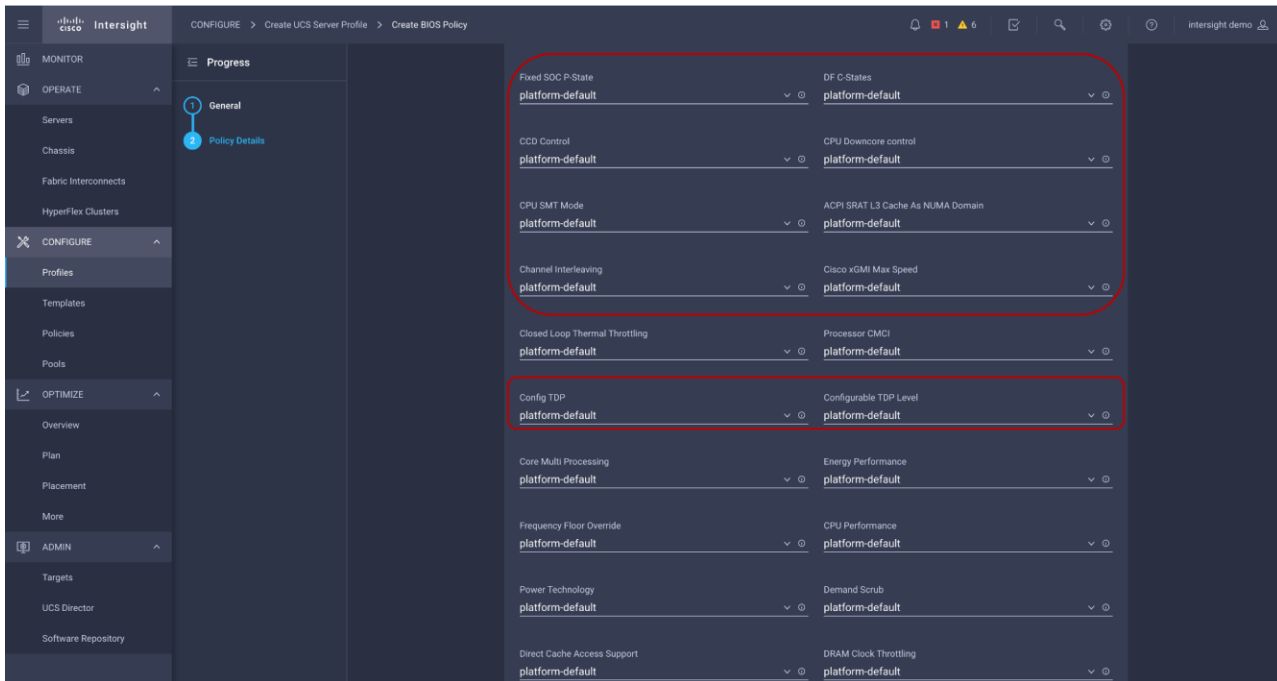 cisco Intersight
CONFIGURE > Create UCS Server Profile > Create BIOS Policy
1 6
intersight demo
MONITOR
OPERATE
Servers
Chassis
Fabric Interconnects
HyperFlex Clusters
CONFIGURE
Profiles
Templates
Policies
Pools
OPTIMIZE
Overview
Plan
Placement
More
ADMIN
Targets
UCS Director
Software Repository
Progress
1 General
2 Policy Details
Fixed SOC P-State DF C-States
platform-default platform-default
CCD Control CPU Downcore control
platform-default platform-default
CPU SMT Mode ACPI SRAT L3 Cache As NUMA Domain
platform-default platform-default
Channel Interleaving Cisco xGMI Max Speed
platform-default platform-default
Closed Loop Thermal Throttling Processor CMCI
platform-default platform-default
Config TDP Configurable TDP Level
platform-default platform-default
Core Multi Processing Energy Performance
platform-default platform-default
Frequency Floor Override CPU Performance
platform-default platform-default
Power Technology Demand Scrub
platform-default platform-default
Direct Cache Access Support DRAM Clock Throttling
platform-default platform-default